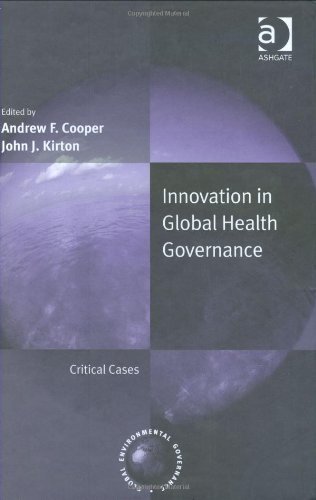 a
ASHGATE
Edited by
Andrew F. Cooper
John J. Kirton
Innovation in
Global Health
Governance
Critical Cases
GLOBAL ENVIRONMENTAL GOVERNANCE